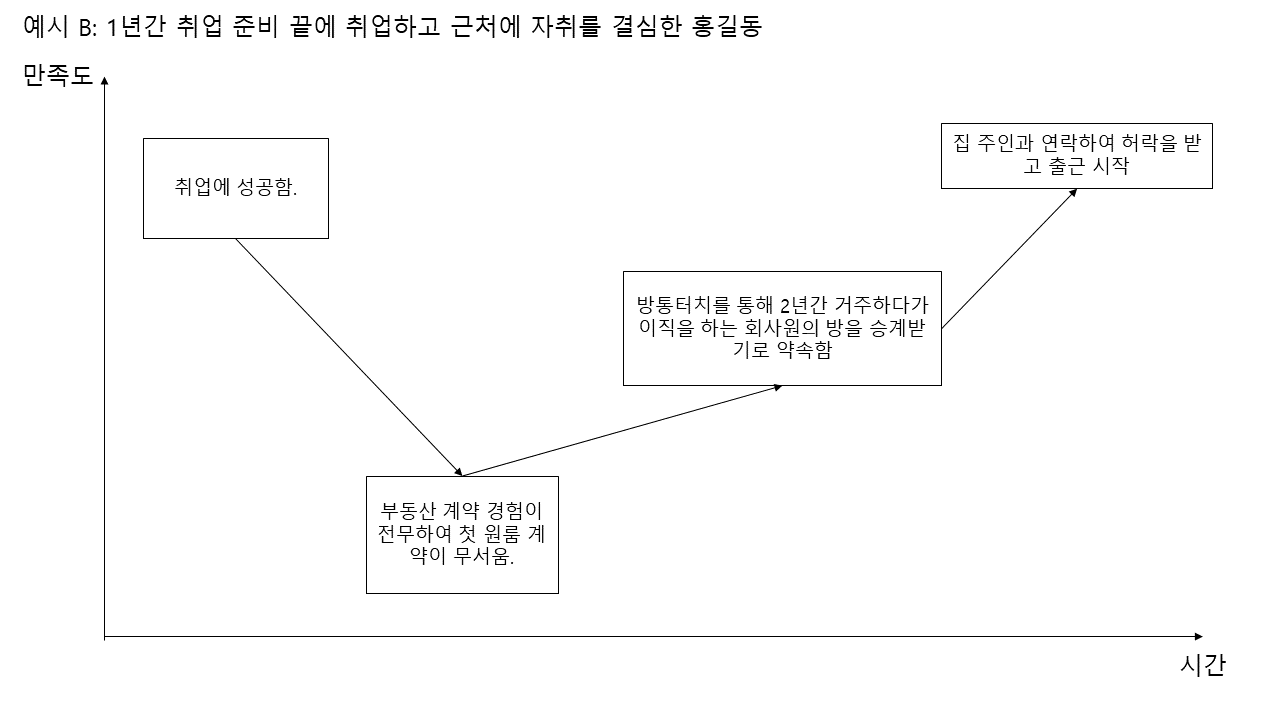 예시 B: 1년간 취업 준비 끝에 취업하고 근처에 자취를 결심한 홍길동
만족도
취업에 성공함.
집 주인과 연락하여 허락을 받
고 출근 시작
방통터치를 통해 2년간 거주하다가
이직을 하는 회사원의 방을 승계받
기로 약속함
부동산 계약 경험이
전무하여 첫 원룸 계
약이 무서움.
시간